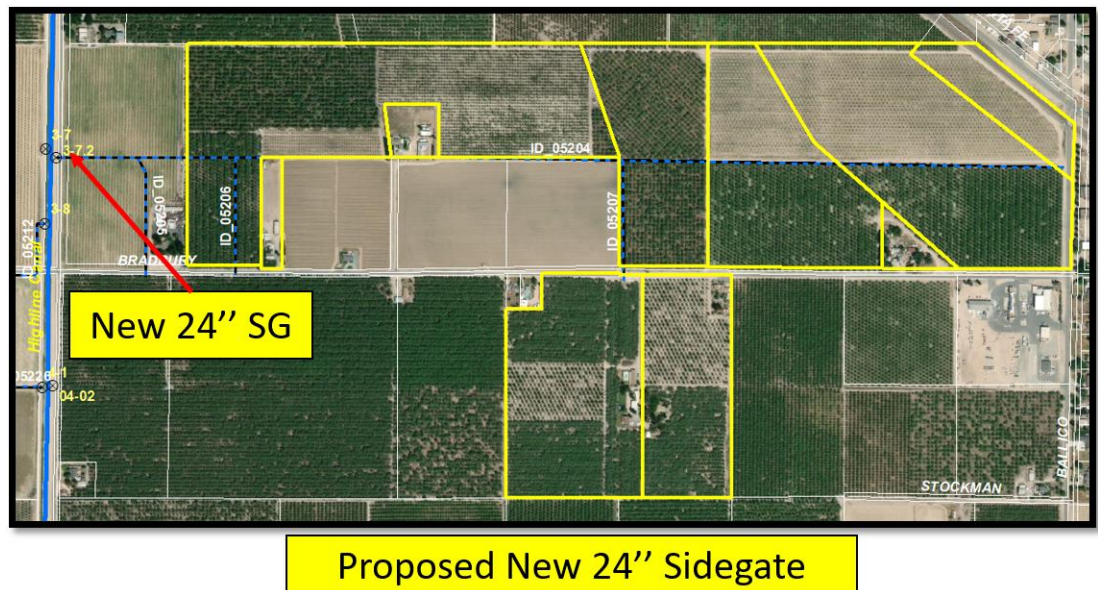 3-7
3-7.2
ID_05204
ID_05205
ID_05206
ID_05207
3-8
ID_05212
BRADBURY
Highline Canal
New 24’’ SG
04-02
STOCKMAN
BALLICO
Proposed New 24’’ Sidegate